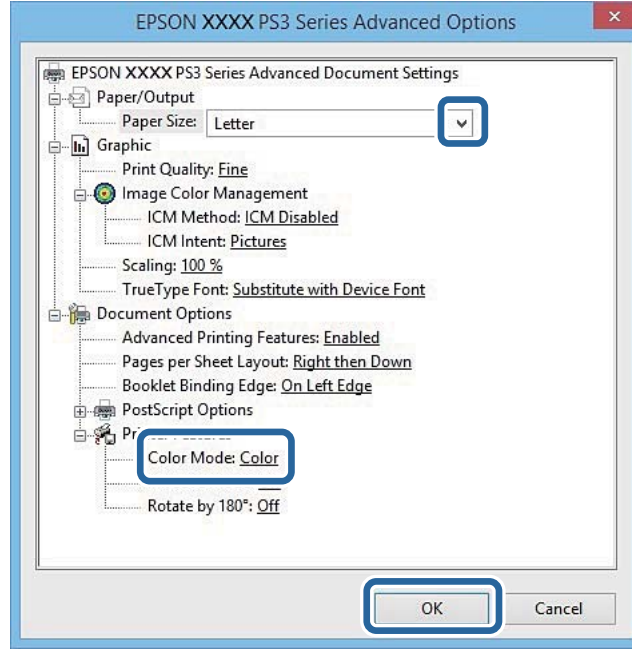 EPSON XXXX PS3 Series Advanced Options
EPSON XXXX PS3 Series Advanced Document Settings
Paper/Output
Paper Size: Letter
Graphic
Print Quality: Fine
Image Color Management
ICM Method: ICM Disabled
ICM Intent: Pictures
Scaling: 100 %
TrueType Font: Substitute with Device Font
Document Options
Advanced Printing Features: Enabled
Pages per Sheet Layout: Right then Down
Booklet Binding Edge: On Left Edge
PostScript Options
Color Mode: Color
Rotate by 180°: Off
OK Cancel